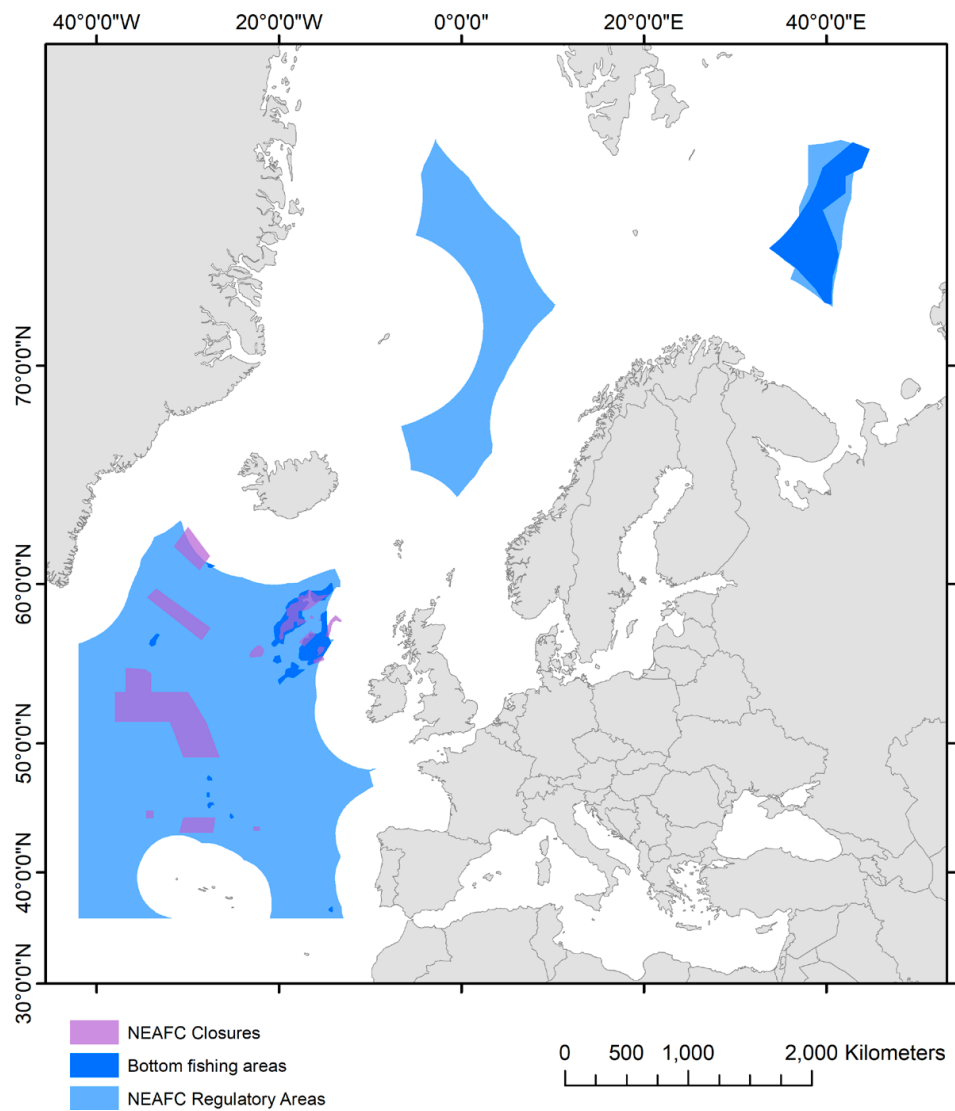 40°0'0"W 20°0'0"W 0°0'0" 20°0'0"E 40°0'0"E
70°0'0"N
60°0'0"N
50°0'0"N
40°0'0"N
30°0'0"N
NEAFC Closures
Bottom fishing areas
NEAFC Regulatory Areas
0 500 1,000 2,000 Kilometers